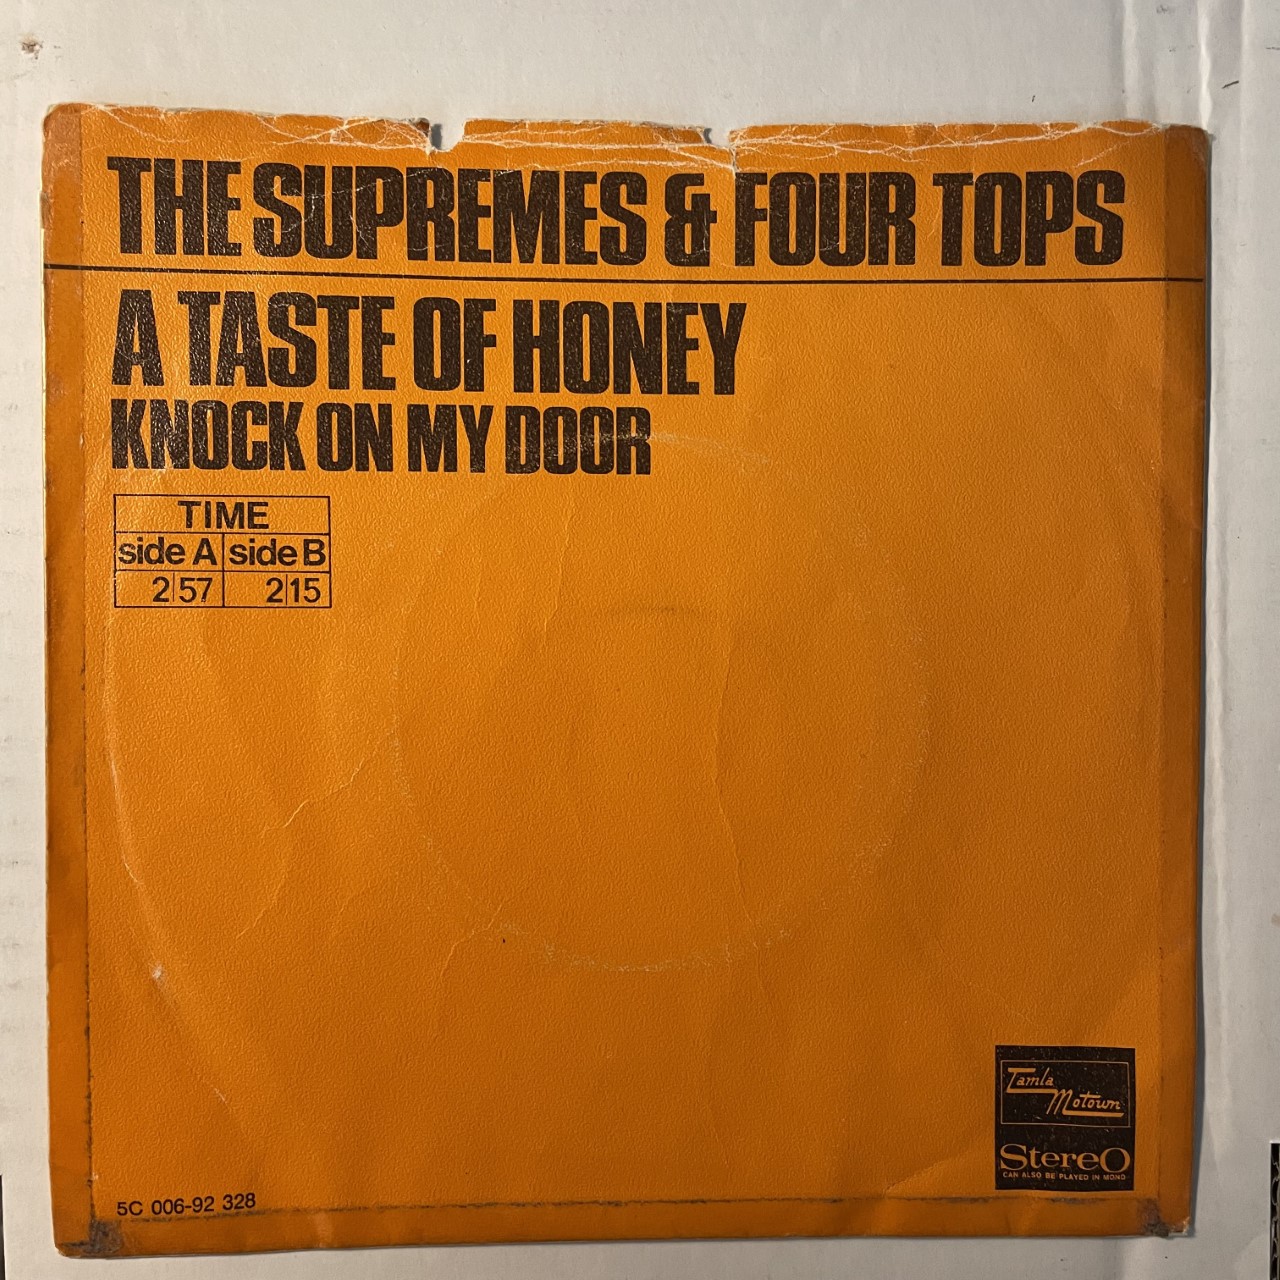 THE SUPREMES & FOUR TOPS
A TASTE OF HONEY
KNOCK ON MY DOOR
TIME
side A side B
2|57 2|15
Tamla
Motown
StereO
CAN ALSO BE PLAYED IN MONO
5C 006-92 328